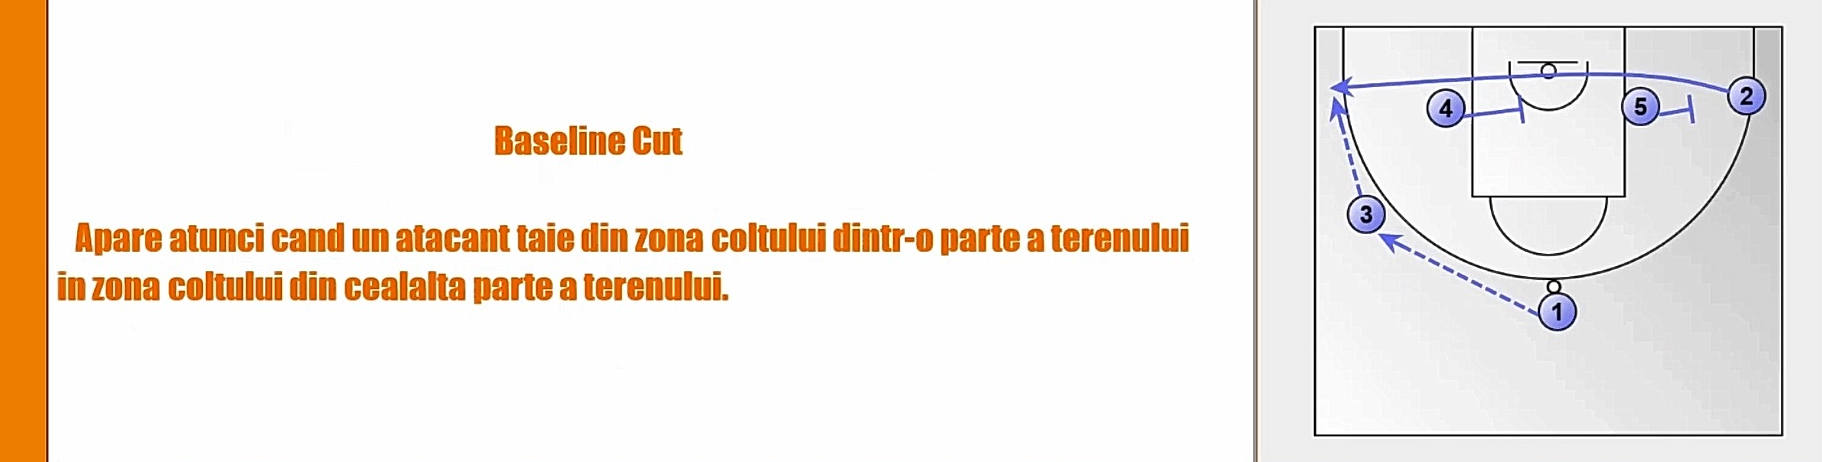 Baseline Cut
Apare atunci cand un atacant taie din zona coltului dintr-o parte a terenului
in zona coltului din cealalta parte a terenului.
4
5
2
3
1